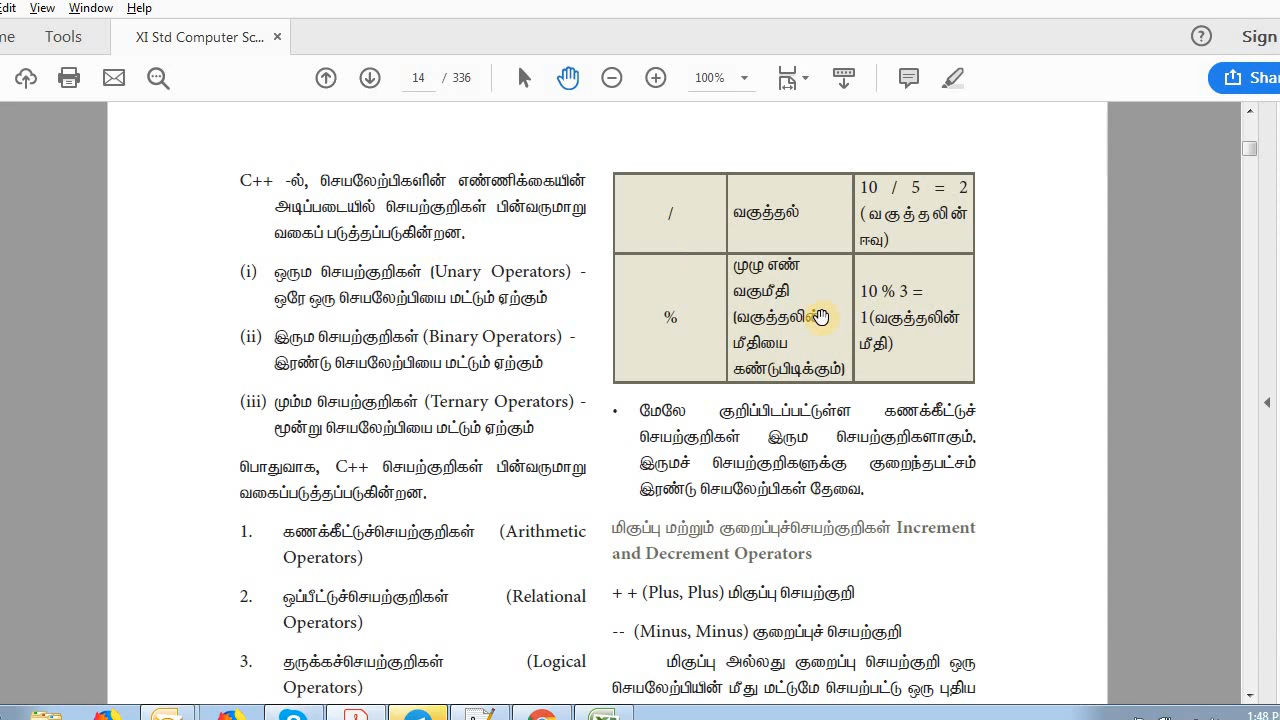 Edit View Window Help
me Tools XI Std Computer Sc... × Sign
14 / 336 100% Shar
C++ -ல், செயலேற்பிகளின் எண்ணிக்கையின்
அடிப்படையில் செயற்குறிகள் பின்வருமாறு
வகைப் படுத்தப்படுகின்றன.
(i) ஒரும செயற்குறிகள் (Unary Operators) -
ஒரே ஒரு செயலேற்பியை மட்டும் ஏற்கும்
(ii) இரும செயற்குறிகள் (Binary Operators) -
இரண்டு செயலேற்பியை மட்டும் ஏற்கும்
(iii) மும்ம செயற்குறிகள் (Ternary Operators) -
மூன்று செயலேற்பியை மட்டும் ஏற்கும்
பொதுவாக, C++ செயற்குறிகள் பின்வருமாறு
வகைப்படுத்தப்படுகின்றன.
1. கணக்கீட்டுச்செயற்குறிகள் (Arithmetic
Operators)
2. ஒப்பீட்டுச்செயற்குறிகள் (Relational
Operators)
3. தருக்கச்செயற்குறிகள் (Logical
Operators)
/ வகுத்தல் 10 / 5 = 2
(வகுத்தலின்
ஈவு)
முழு எண்
வகுமீதி
(வகுத்தலின்
மீதியை
கண்டுபிடிக்கும்)
%
10 % 3 =
1(வகுத்தலின்
மீதி)
• மேலே குறிப்பிடப்பட்டுள்ள கணக்கீட்டுச்
செயற்குறிகள் இரும செயற்குறிகளாகும்.
இருமச் செயற்குறிகளுக்கு குறைந்தபட்சம்
இரண்டு செயலேற்பிகள் தேவை.
மிகுப்பு மற்றும் குறைப்புச்செயற்குறிகள் Increment
and Decrement Operators
+ + (Plus, Plus) மிகுப்பு செயற்குறி
-- (Minus, Minus) குறைப்புச் செயற்குறி
மிகுப்பு அல்லது குறைப்பு செயற்குறி ஒரு
செயலேற்பியின் மீது மட்டுமே செயற்பட்டு ஒரு புதிய
1:48 P